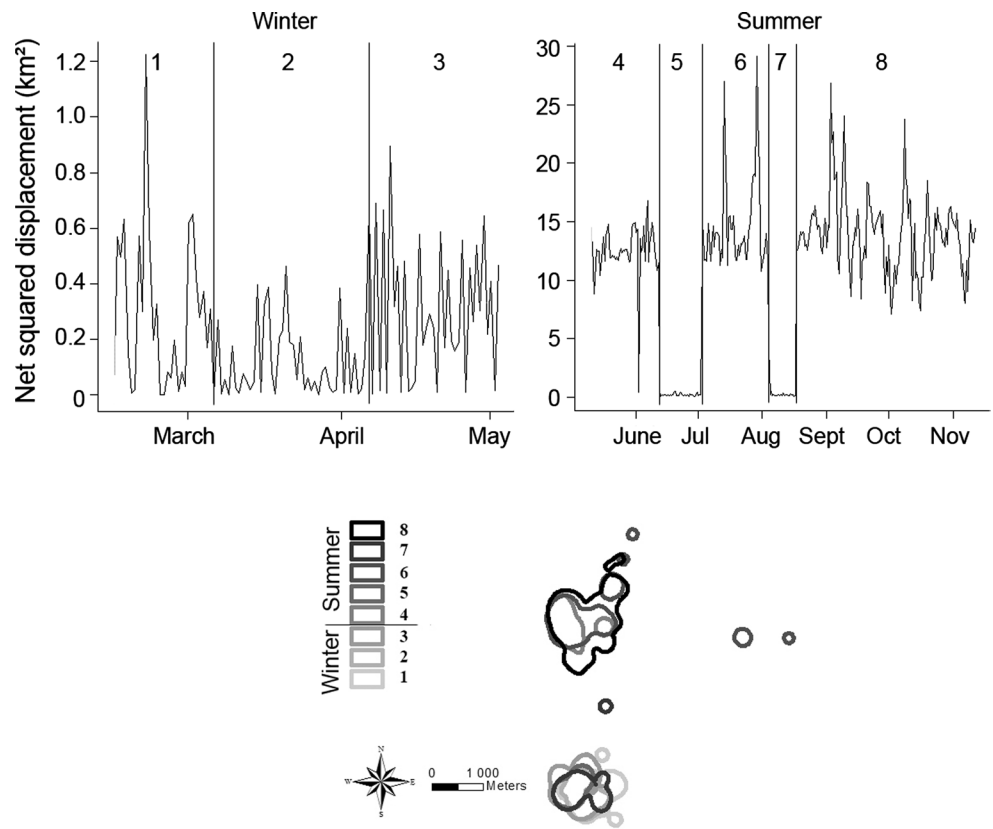 Winter
Summer
Net squared displacement (km²)
1.2
1.0
0.8
0.6
0.4
0.2
0
1
2
3
March
April
May
30
25
20
15
10
5
0
4
5
6
7
8
June
Jul
Aug
Sept
Oct
Nov
Summer
Winter
8
7
6
5
4
3
2
1
N
W
E
S
0
1 000
Meters